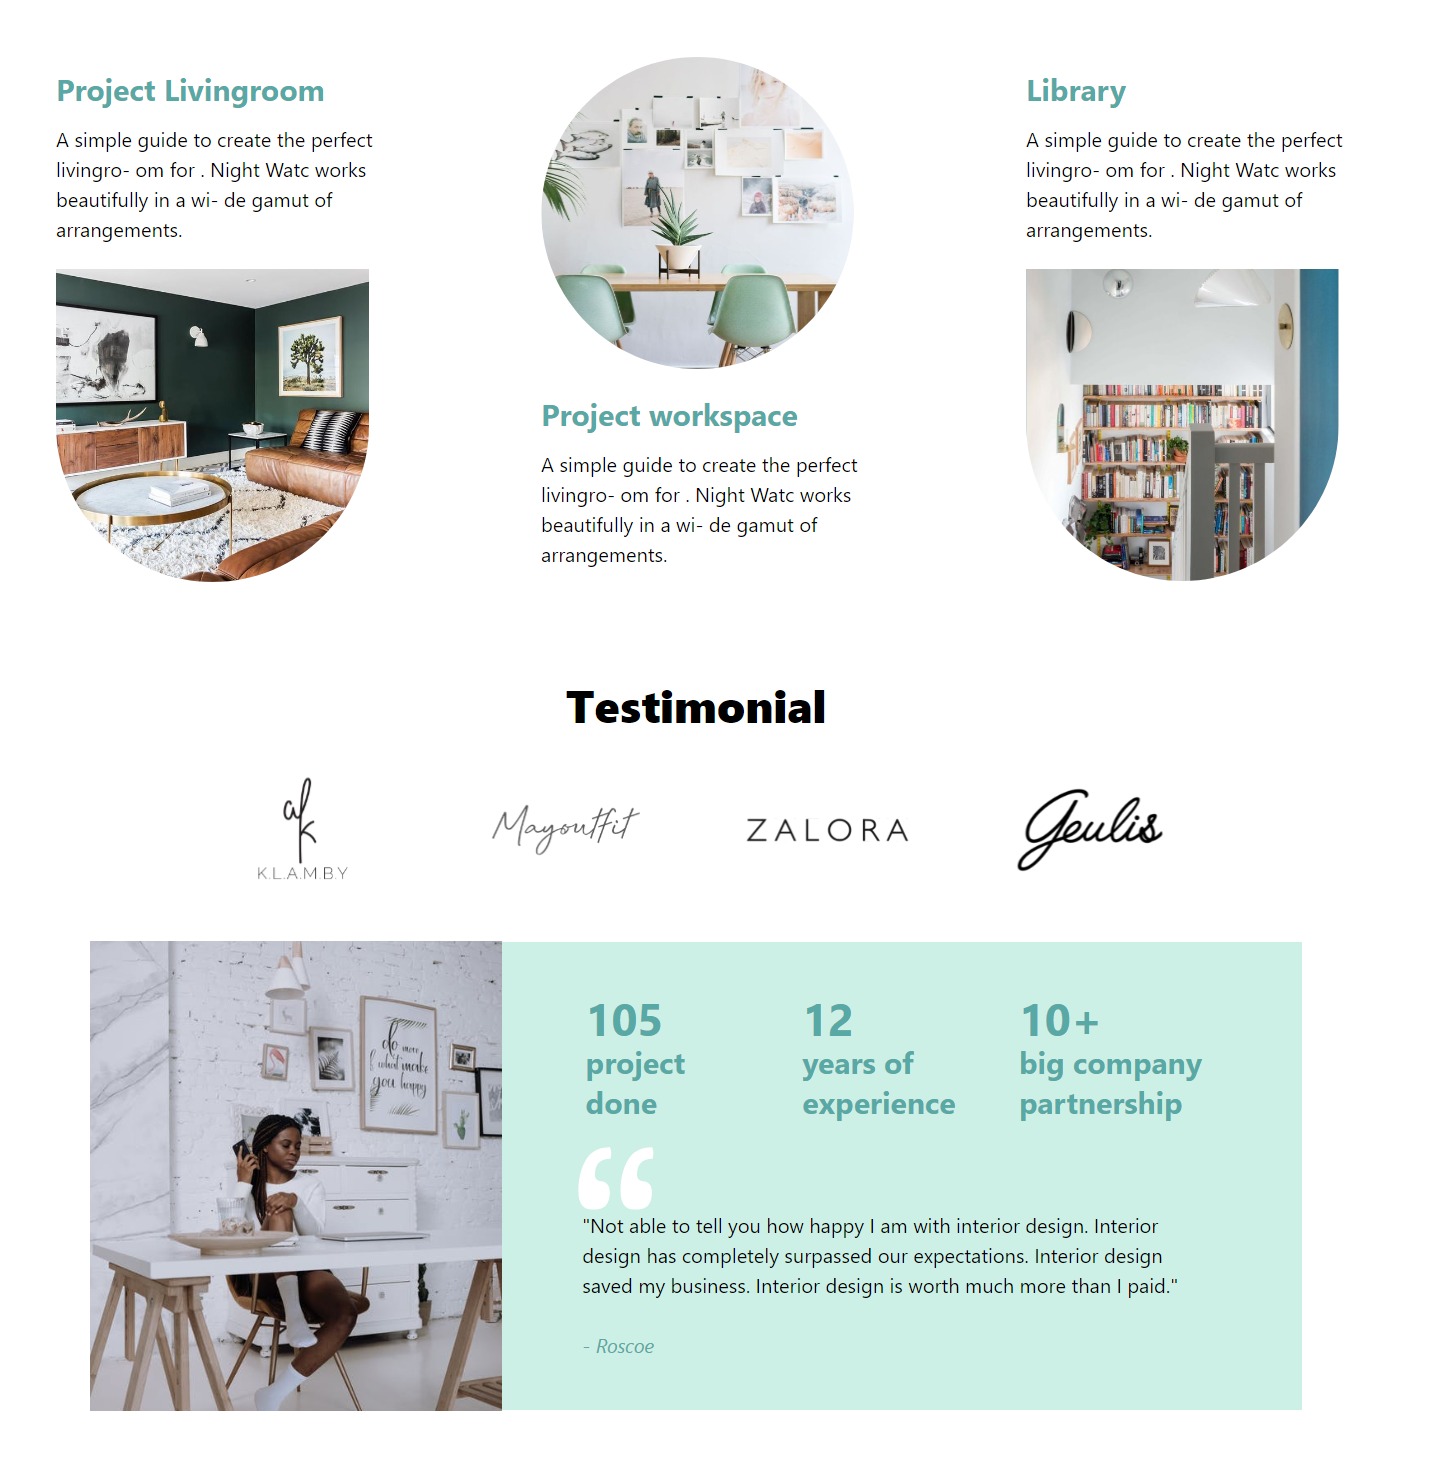 Project Livingroom
A simple guide to create the perfect
livingro- om for . Night Watc works
beautifully in a wi- de gamut of
arrangements.
Project workspace
A simple guide to create the perfect
livingro- om for . Night Watc works
beautifully in a wi- de gamut of
arrangements.
Library
A simple guide to create the perfect
livingro- om for . Night Watc works
beautifully in a wi- de gamut of
arrangements.
Testimonial
K.L.A.M.B.Y
Mayoutfit
ZALORA
Geulis
do more
of what make
you happy
105
project
done
12
years of
experience
10+
big company
partnership
“
"Not able to tell you how happy I am with interior design. Interior
design has completely surpassed our expectations. Interior design
saved my business. Interior design is worth much more than I paid."
- Roscoe